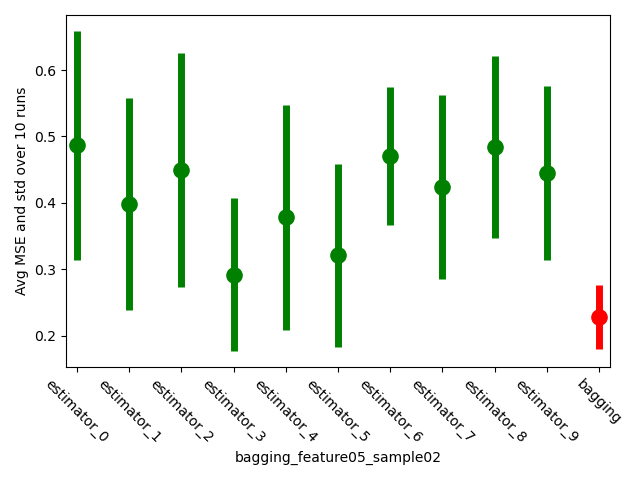 Avg MSE and std over 10 runs
0.6
0.5
0.4
0.3
0.2
estimator_0
estimator_1
estimator_2
estimator_3
estimator_4
estimator_5
estimator_6
estimator_7
estimator_8
estimator_9
bagging
bagging_feature05_sample02